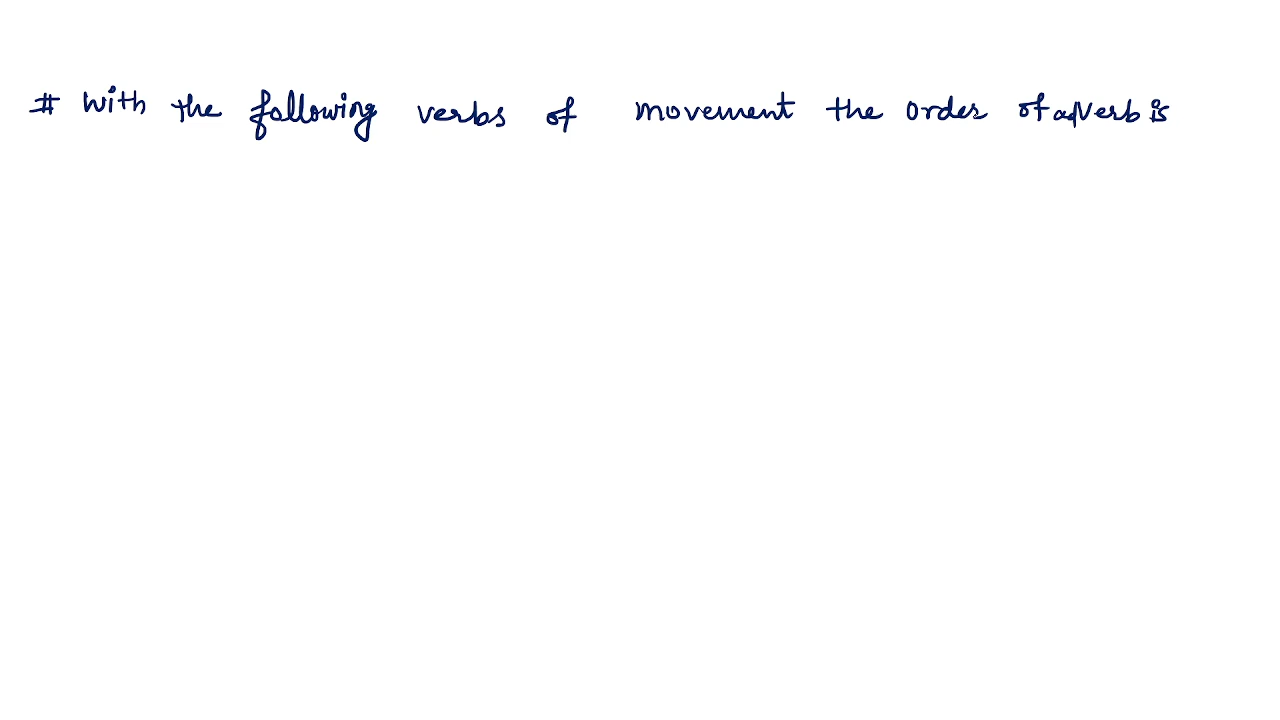 # with the following verbs of movement the order of adverb is